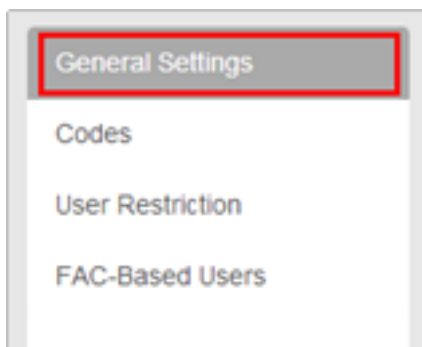 General Settings
Codes
User Restriction
FAC-Based Users